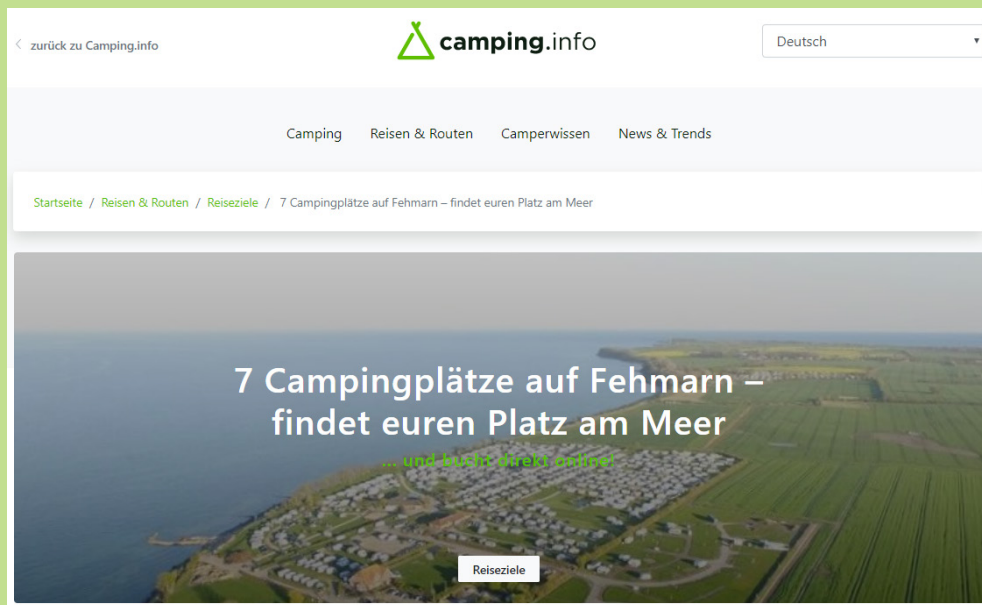 zurück zu Camping.info
camping.info
Deutsch
Camping Reisen & Routen Camperwissen News & Trends
Startseite / Reisen & Routen / Reiseziele / 7 Campingplätze auf Fehmarn – findet euren Platz am Meer
7 Campingplätze auf Fehmarn –
findet euren Platz am Meer
... und bucht direkt online!
Reiseziele